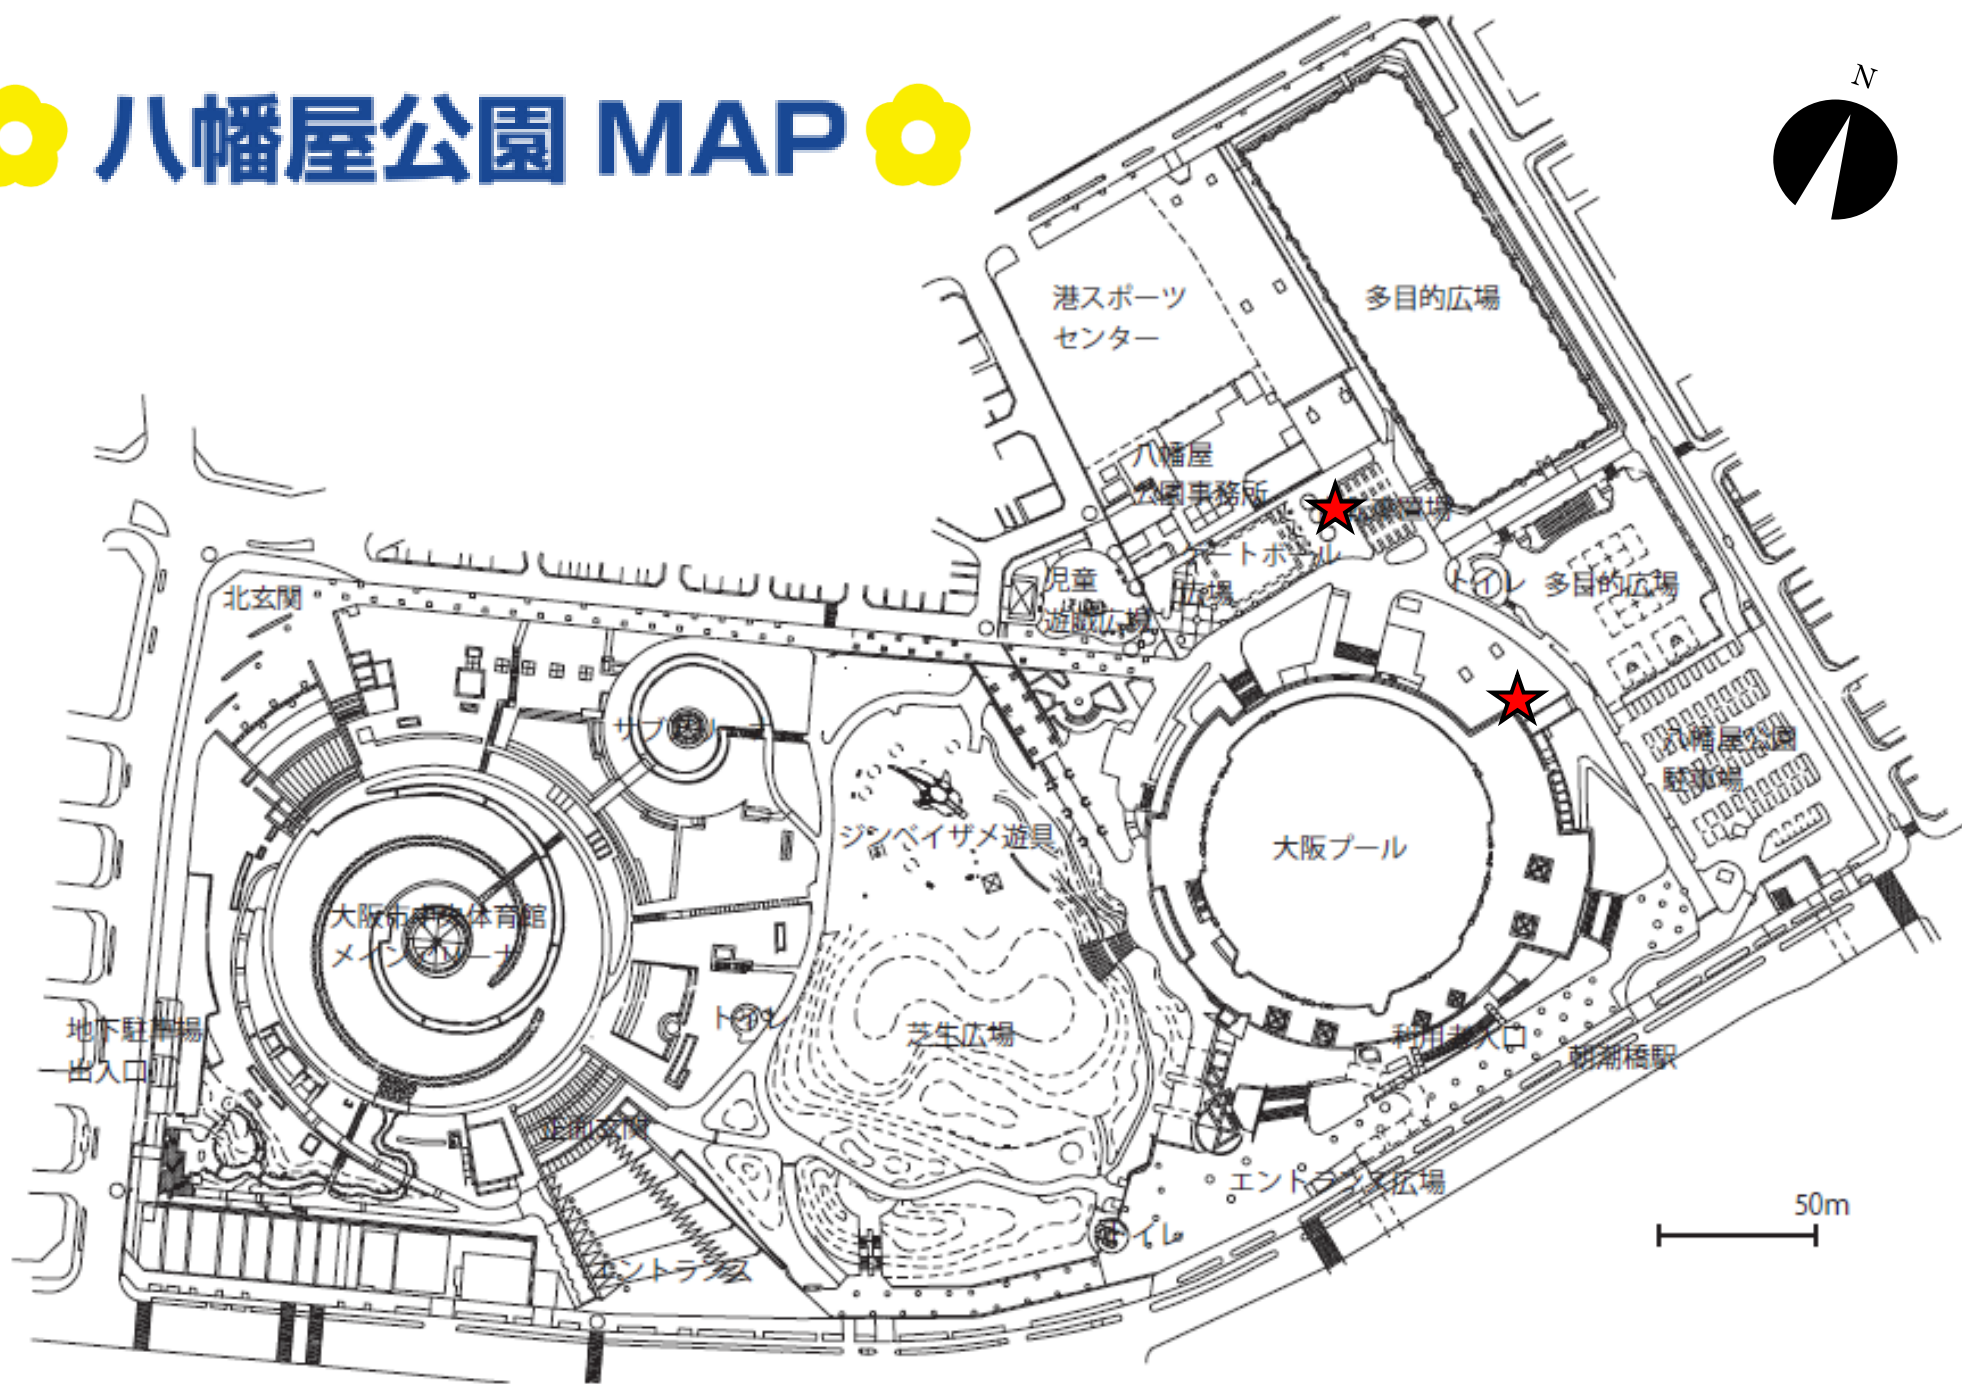 八幡屋公園 MAP
N
港スポーツ
センター
多目的広場
八幡屋
公園事務所
ゲートボール
広場
児童
遊戯広場
トイレ
多目的広場
北玄関
サブアリーナ
八幡屋公園
駐車場
ジンベイザメ遊具
大阪プール
大阪市中央体育館
メインアリーナ
トイレ
芝生広場
地下駐車場
出入口
利用者入口
朝潮橋駅
正面玄関
エントランス広場
トイレ
エントランス
50m